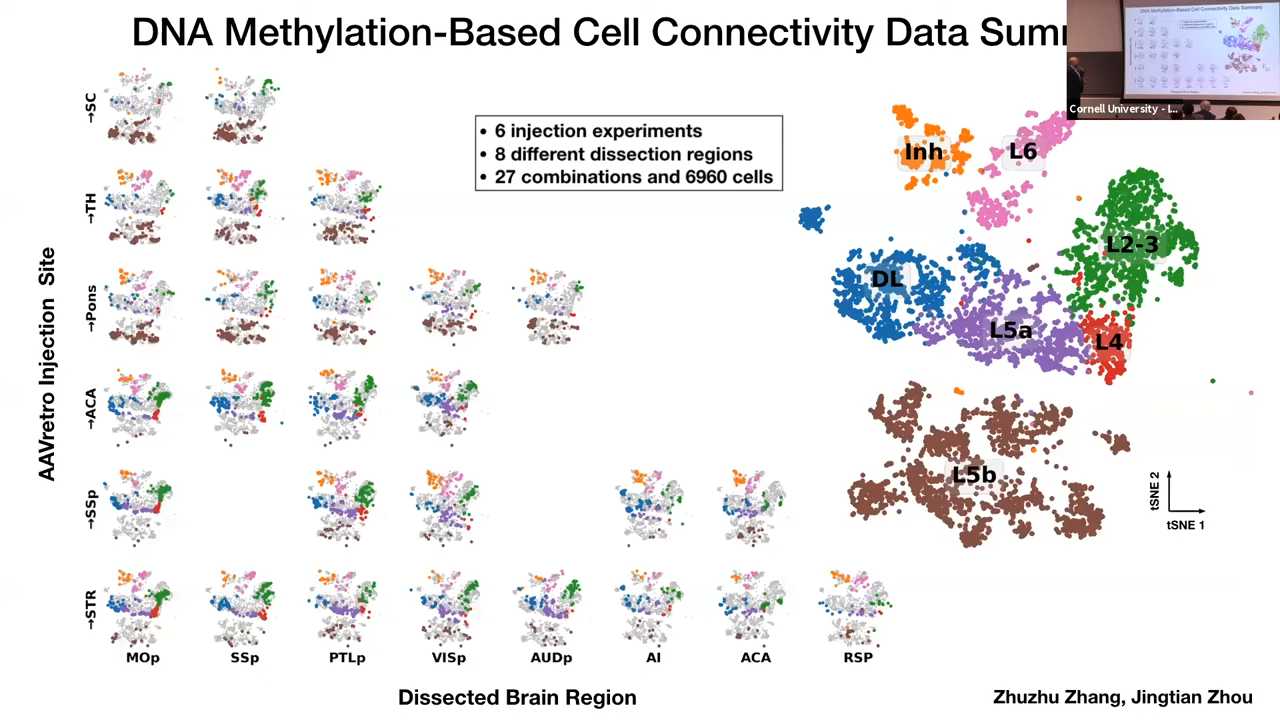 DNA Methylation-Based Cell Connectivity Data Sum
Cornell University - l...
• 6 injection experiments
• 8 different dissection regions
• 27 combinations and 6960 cells
AAVretro Injection Site
→SC
→TH
→Pons
→ACA
→SSp
→STR
MOp
SSp
PTLp
VISp
AUDp
AI
ACA
RSP
Dissected Brain Region
Inh
L6
L2-3
DL
L5a
L4
L5b
tSNE 2
tSNE 1
Zhuzhu Zhang, Jingtian Zhou